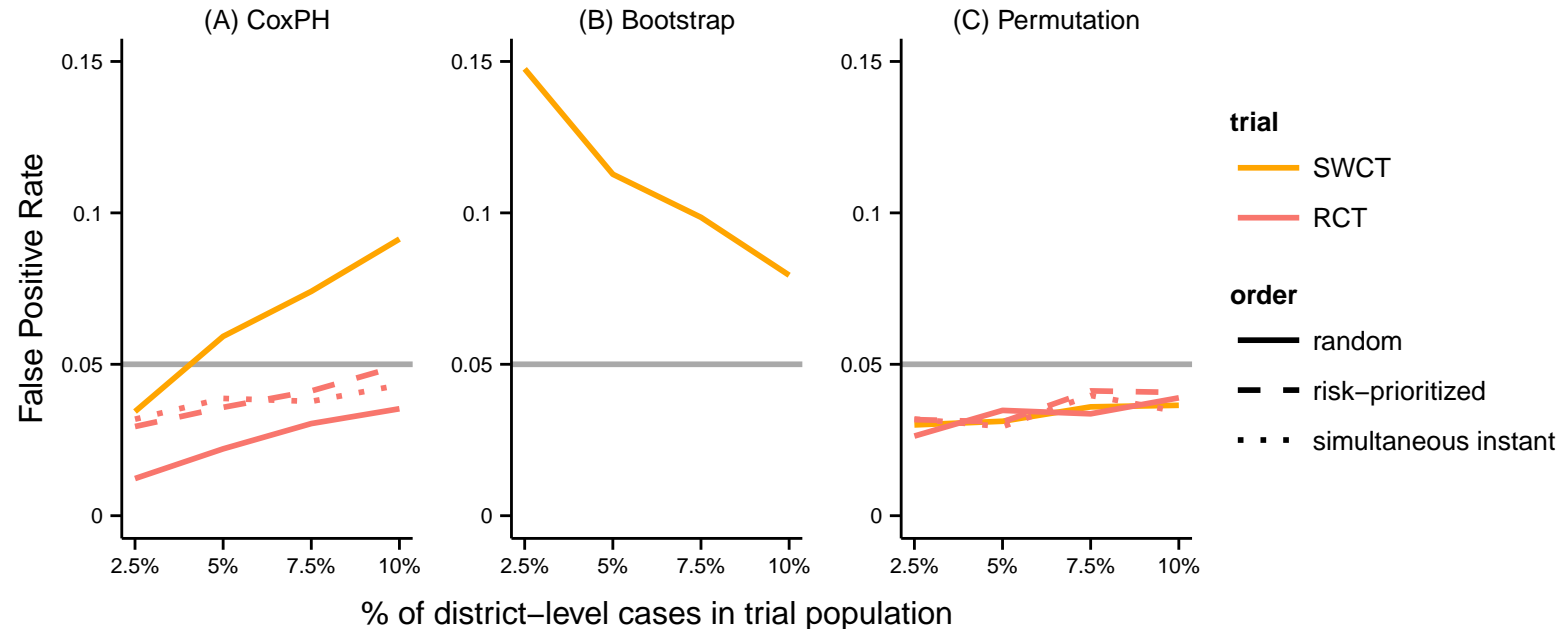 (A) CoxPH
(B) Bootstrap
(C) Permutation
False Positive Rate
0.15
0.1
0.05
0
2.5%
5%
7.5%
10%
0.15
0.1
0.05
0
2.5%
5%
7.5%
10%
0.15
0.1
0.05
0
2.5%
5%
7.5%
10%
% of district−level cases in trial population
trial
SWCT
RCT
order
random
risk−prioritized
simultaneous instant